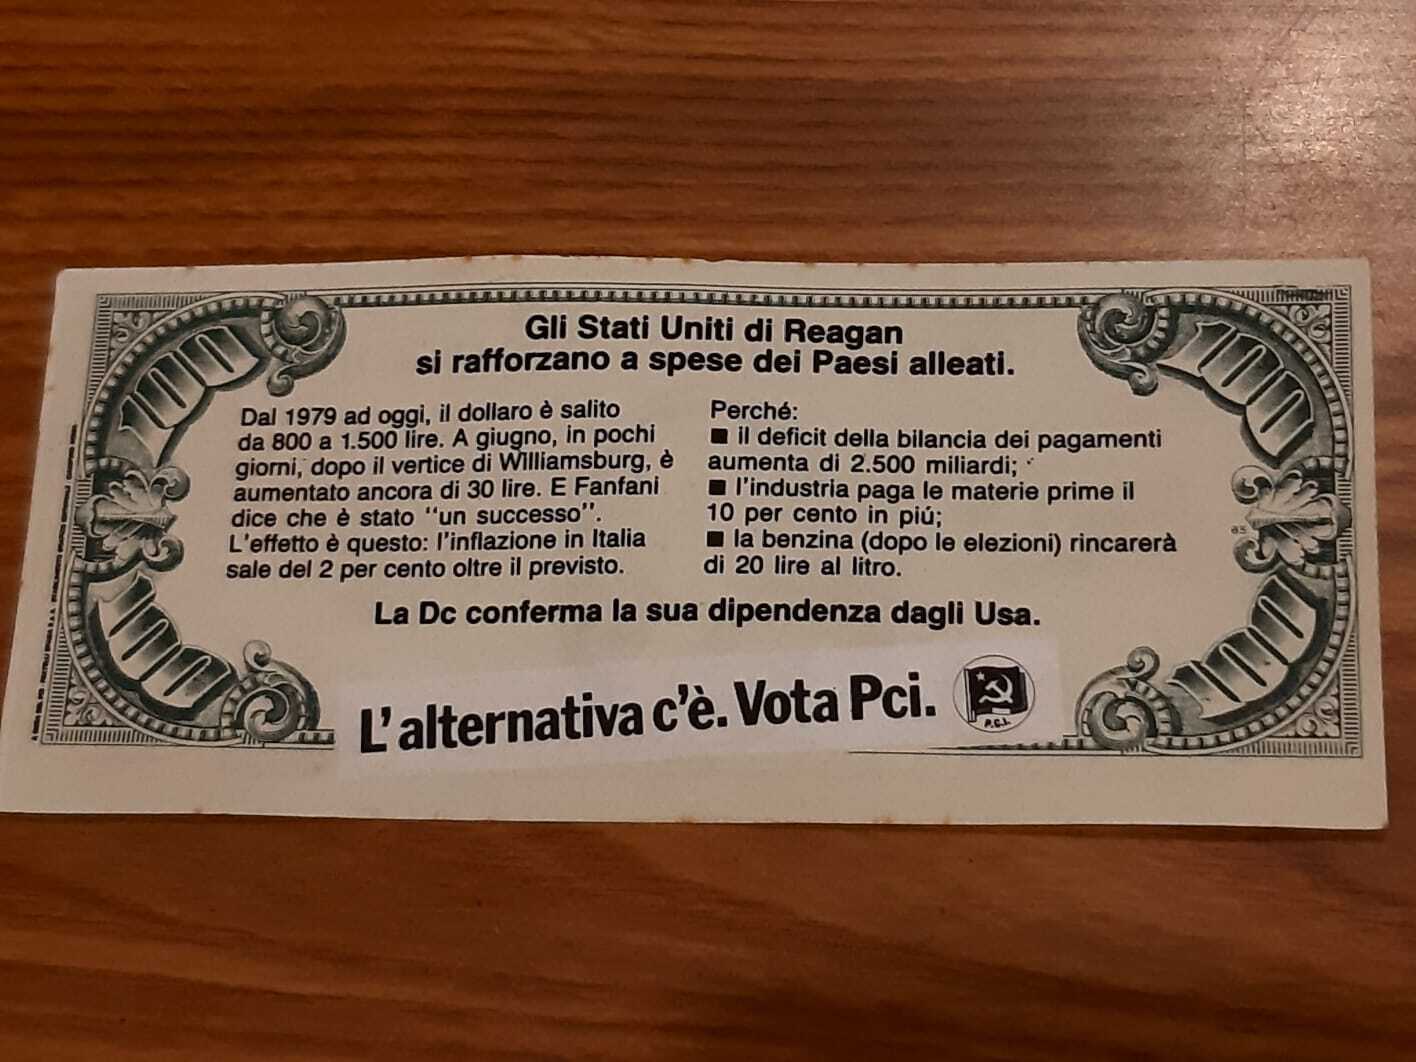 Gli Stati Uniti di Reagan
si rafforzano a spese dei Paesi alleati.
Dal 1979 ad oggi, il dollaro è salito
da 800 a 1.500 lire. A giugno, in pochi
giorni, dopo il vertice di Williamsburg, è
aumentato ancora di 30 lire. E Fanfani
dice che è stato "un successo".
L'effetto è questo: l'inflazione in Italia
sale del 2 per cento oltre il previsto.
Perché:
■ il deficit della bilancia dei pagamenti
aumenta di 2.500 miliardi;
■ l'industria paga le materie prime il
10 per cento in piú;
■ la benzina (dopo le elezioni) rincarerà
di 20 lire al litro.
La Dc conferma la sua dipendenza dagli Usa.
L'alternativa c'è. Vota Pci.
P.C.I.